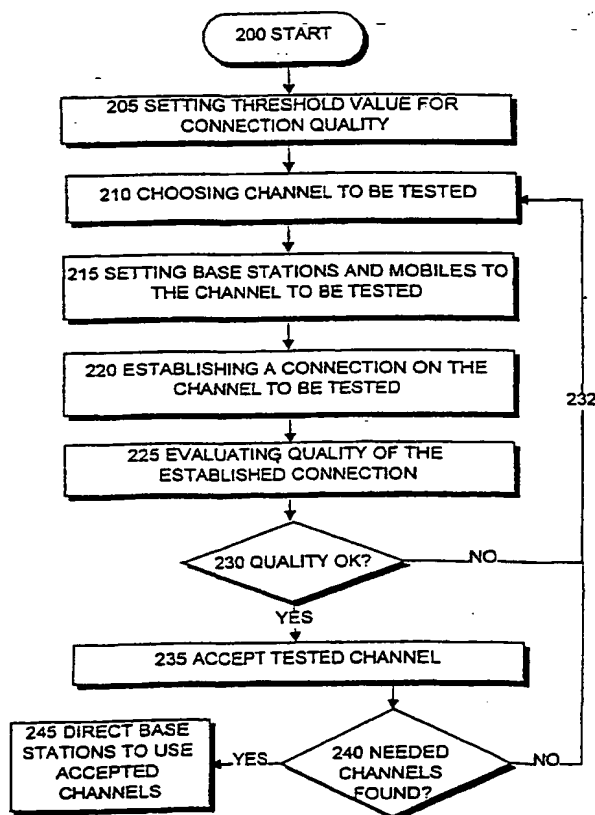 200 START
205 SETTING THRESHOLD VALUE FOR
CONNECTION QUALITY
210 CHOOSING CHANNEL TO BE TESTED
215 SETTING BASE STATIONS AND MOBILES TO
THE CHANNEL TO BE TESTED
220 ESTABLISHING A CONNECTION ON THE
CHANNEL TO BE TESTED
232
225 EVALUATING QUALITY OF THE
ESTABLISHED CONNECTION
230 QUALITY OK?
NO
YES
235 ACCEPT TESTED CHANNEL
245 DIRECT BASE
STATIONS TO USE
ACCEPTED
CHANNELS
YES
240 NEEDED
CHANNELS
FOUND?
NO